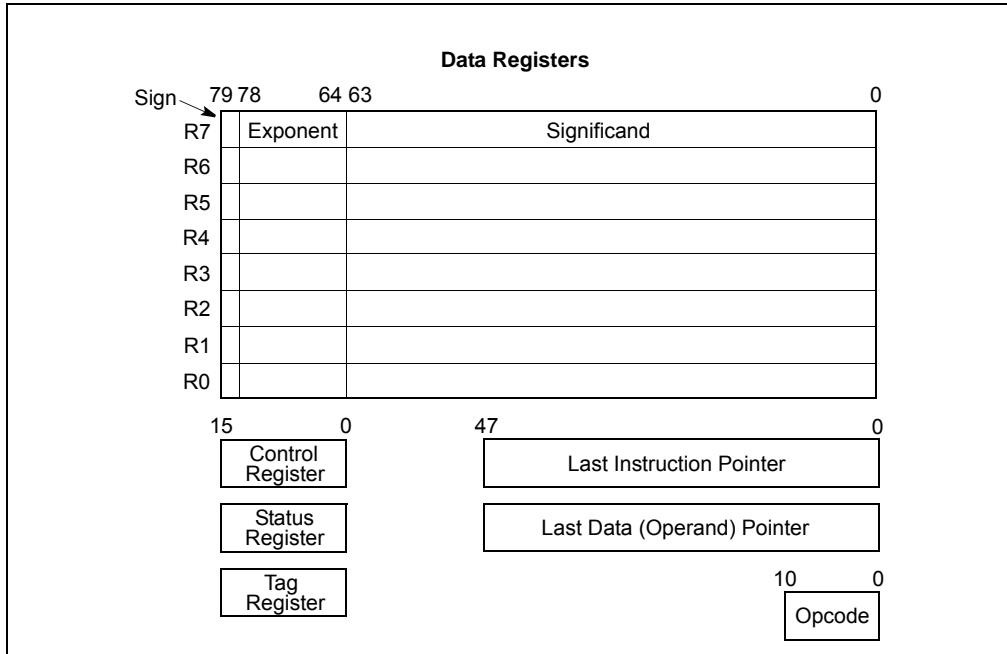 Data Registers
Sign 79 78 64 63 0
R7 Exponent Significand
R6
R5
R4
R3
R2
R1
R0
15 0 47 0
Control
Register
Last Instruction Pointer
Status
Register
Last Data (Operand) Pointer
Tag
Register
10 0
Opcode